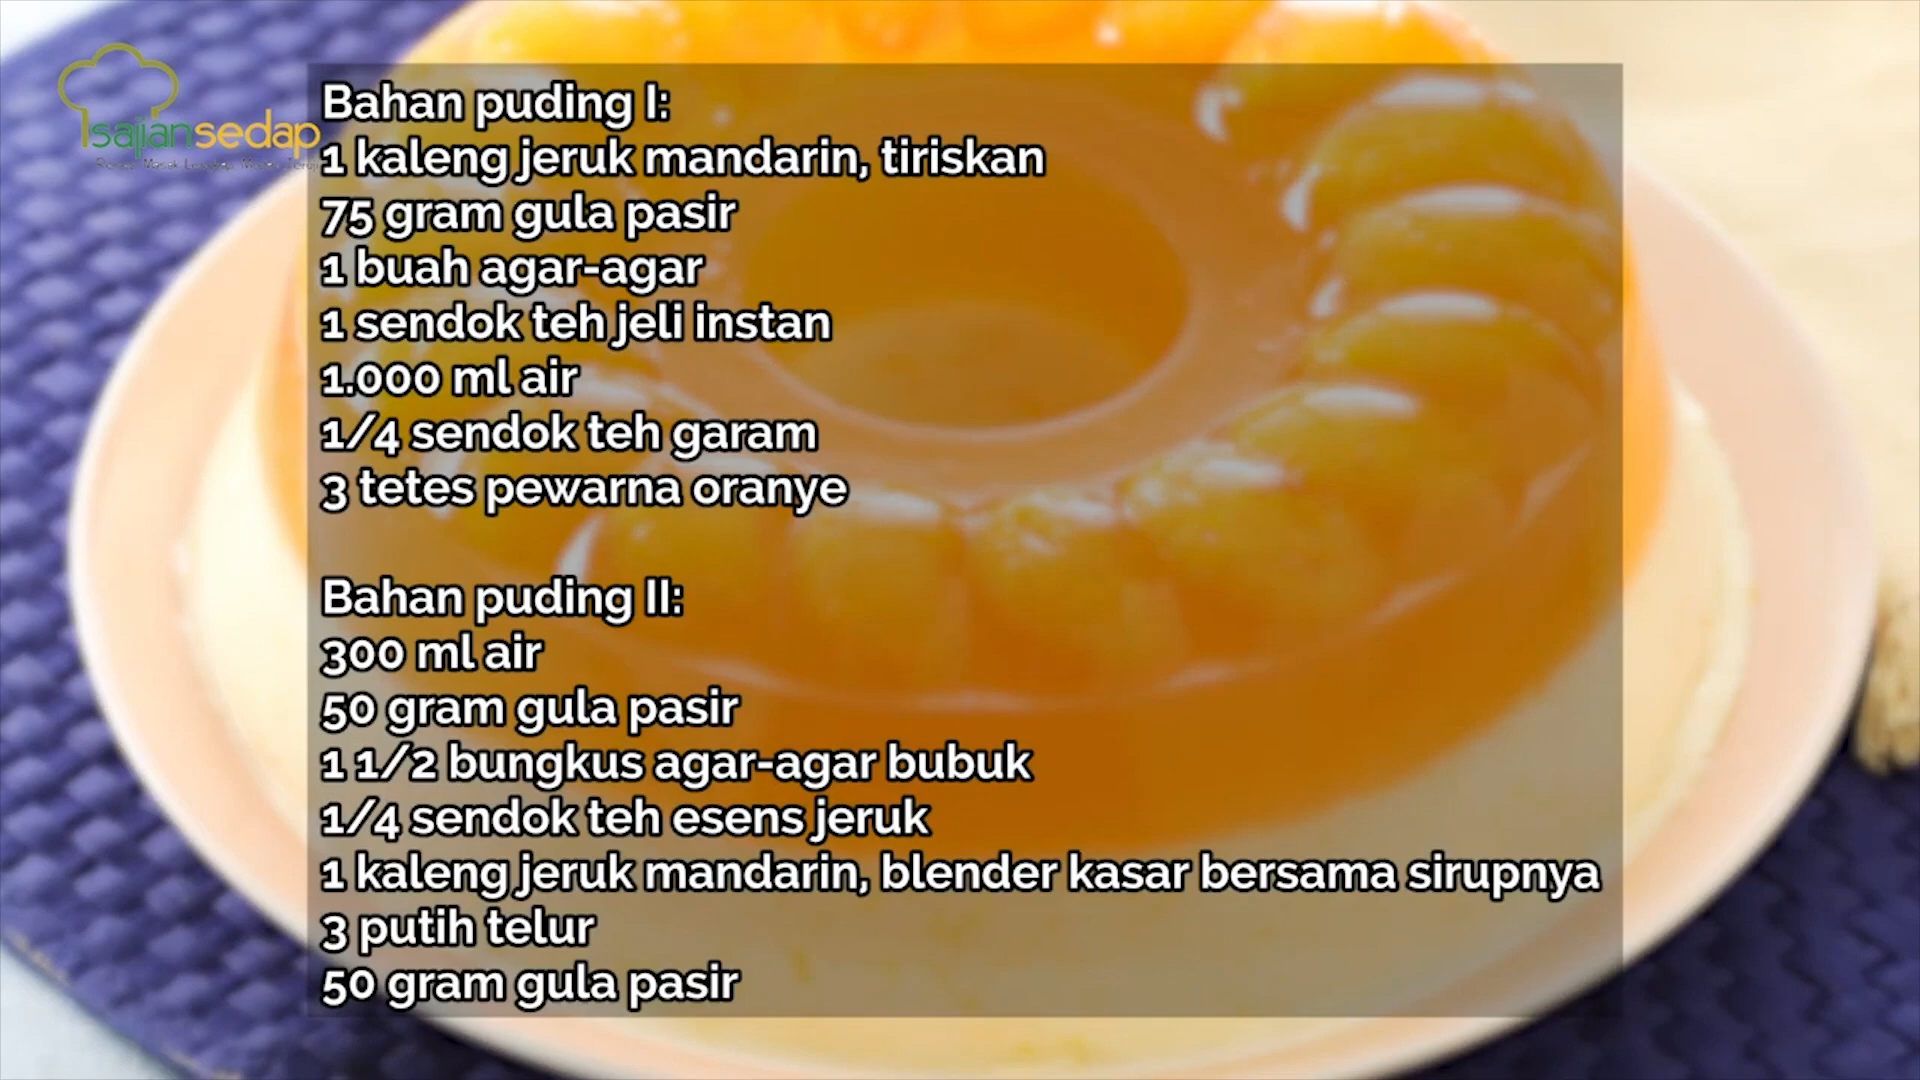 sajiansedap
Bahan puding I:
1 kaleng jeruk mandarin, tiriskan
75 gram gula pasir
1 buah agar-agar
1 sendok teh jeli instan
1.000 ml air
1/4 sendok teh garam
3 tetes pewarna oranye
Bahan puding II:
300 ml air
50 gram gula pasir
1 1/2 bungkus agar-agar bubuk
1/4 sendok teh esens jeruk
1 kaleng jeruk mandarin, blender kasar bersama sirupnya
3 putih telur
50 gram gula pasir